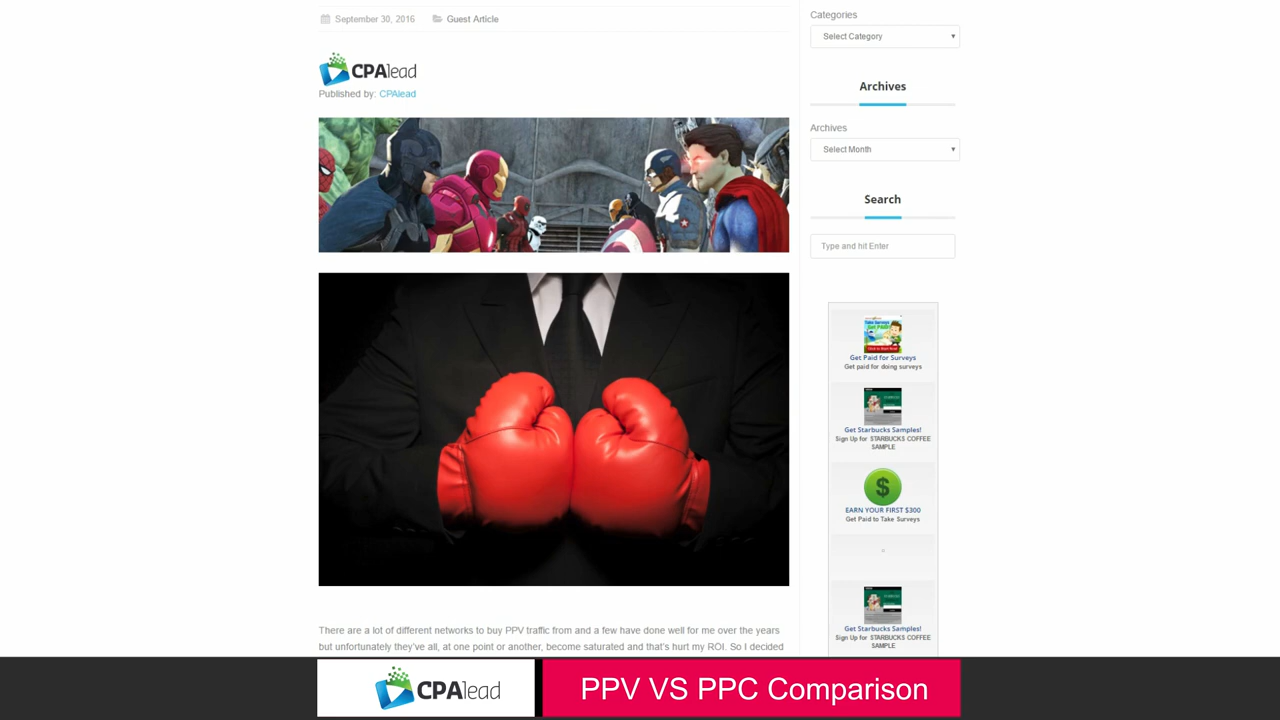 September 30, 2016 Guest Article
CPAlead
Published by: CPAlead
There are a lot of different networks to buy PPV traffic from and a few have done well for me over the years
but unfortunately they've all, at one point or another, become saturated and that's hurt my ROI. So I decided
Categories
Select Category
Archives
Archives
Select Month
Search
Type and hit Enter
Get Paid for Surveys
Get paid for doing surveys
Get Starbucks Samples!
Sign Up for STARBUCKS COFFEE
SAMPLE
$
EARN YOUR FIRST $300
Get Paid to Take Surveys
Get Starbucks Samples!
Sign Up for STARBUCKS COFFEE
SAMPLE
CPAlead
PPV VS PPC Comparison